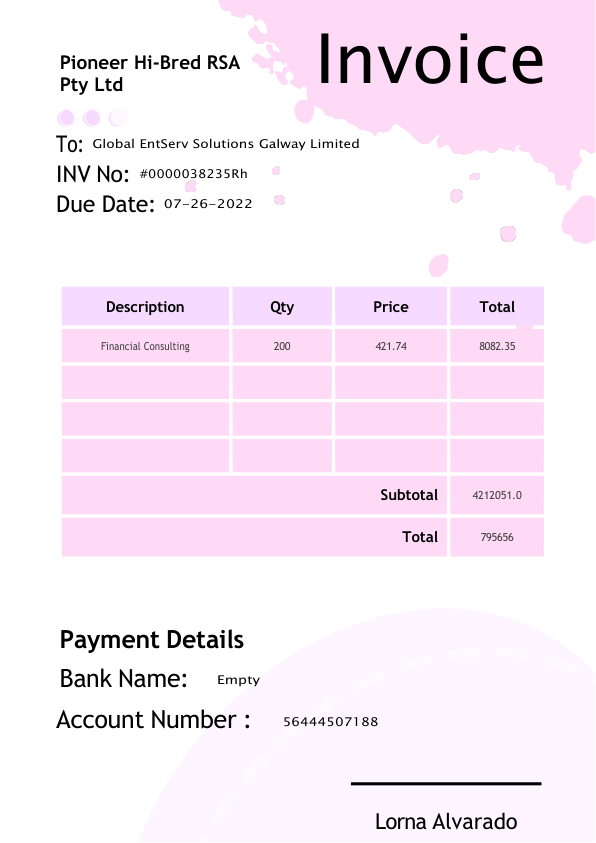 Invoice
Pioneer Hi-Bred RSA
Pty Ltd
To: Global EntServ Solutions Galway Limited
INV No: #0000038235Rh
Due Date: 07-26-2022
Description Qty Price Total
Financial Consulting 200 421.74 8082.35
Subtotal 4212051.0
Total 795656
Payment Details
Bank Name: Empty
Account Number : 56444507188
Lorna Alvarado